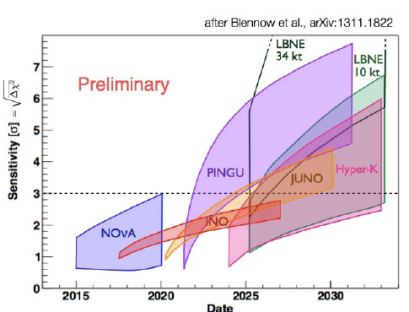 after Blennow et al., arXiv:1311.1822
Sensitivity [σ] = √Δχ²
7
6
5
4
3
2
1
0
Preliminary
LBNE
34 kt
LBNE
10 kt
PINGU
JUNO
Hyper-K
INO
NOνA
2015
2020
2025
2030
Date